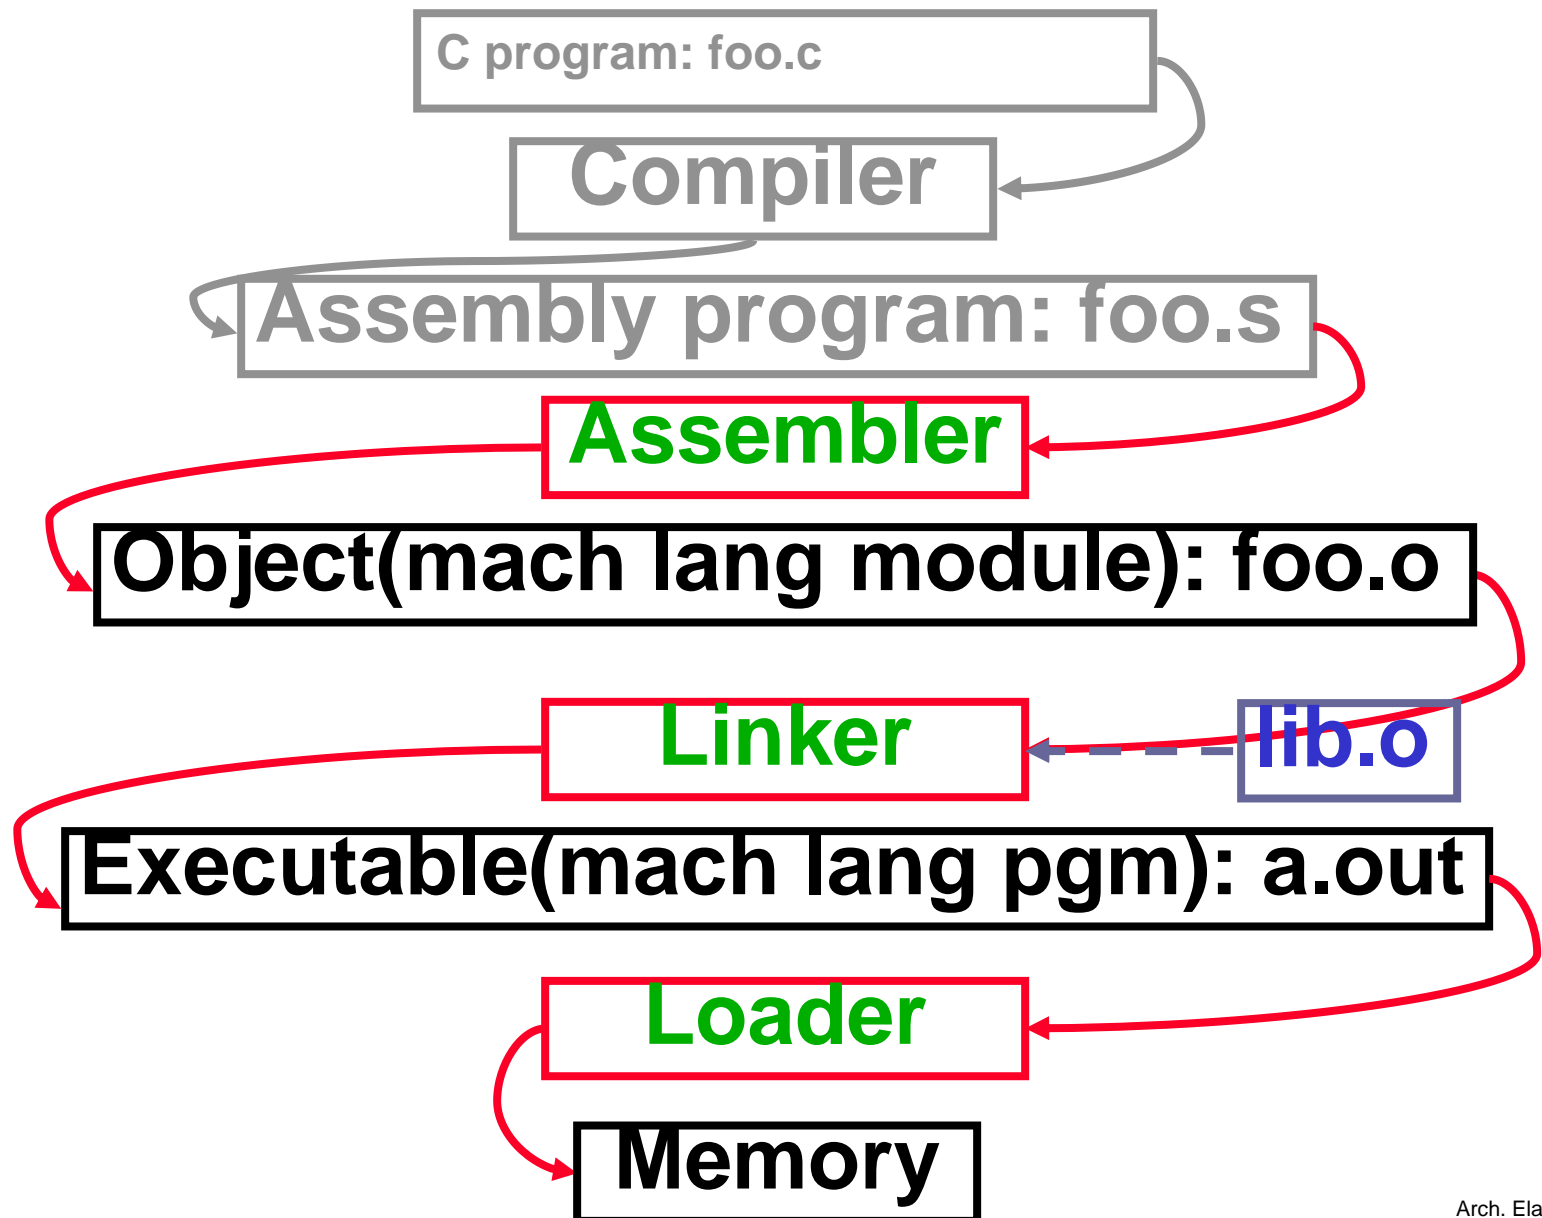 C program: foo.c
Compiler
Assembly program: foo.s
Assembler
Object(mach lang module): foo.o
Linker
lib.o
Executable(mach lang pgm): a.out
Loader
Memory
Arch. Ela